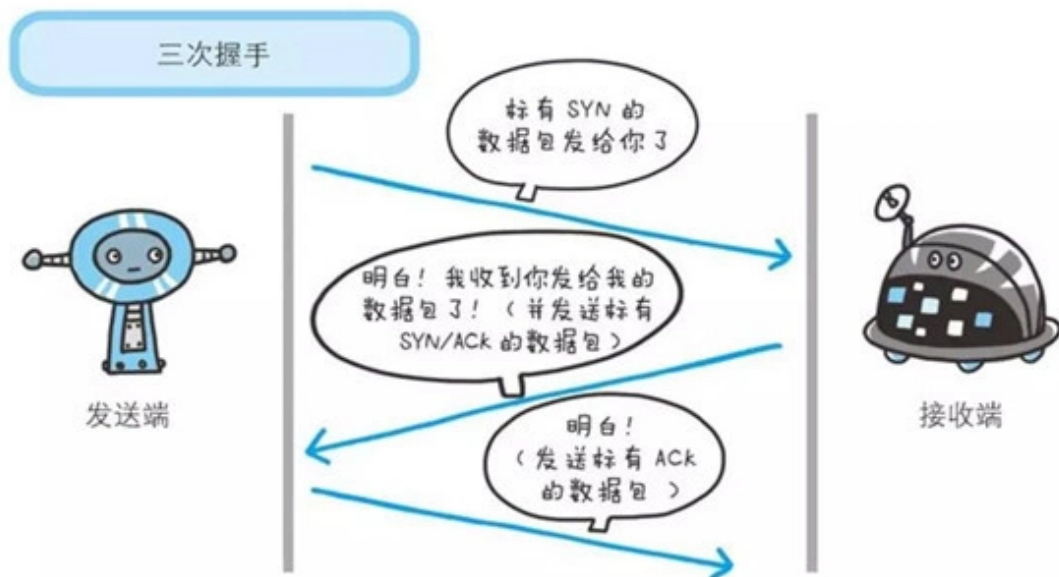 三次握手
标有 SYN 的
数据包发给你了
明白！我收到你发给我的
数据包了！（并发送标有
SYN/ACK 的数据包）
发送端
接收端
明白！
（发送标有 ACK
的数据包 ）